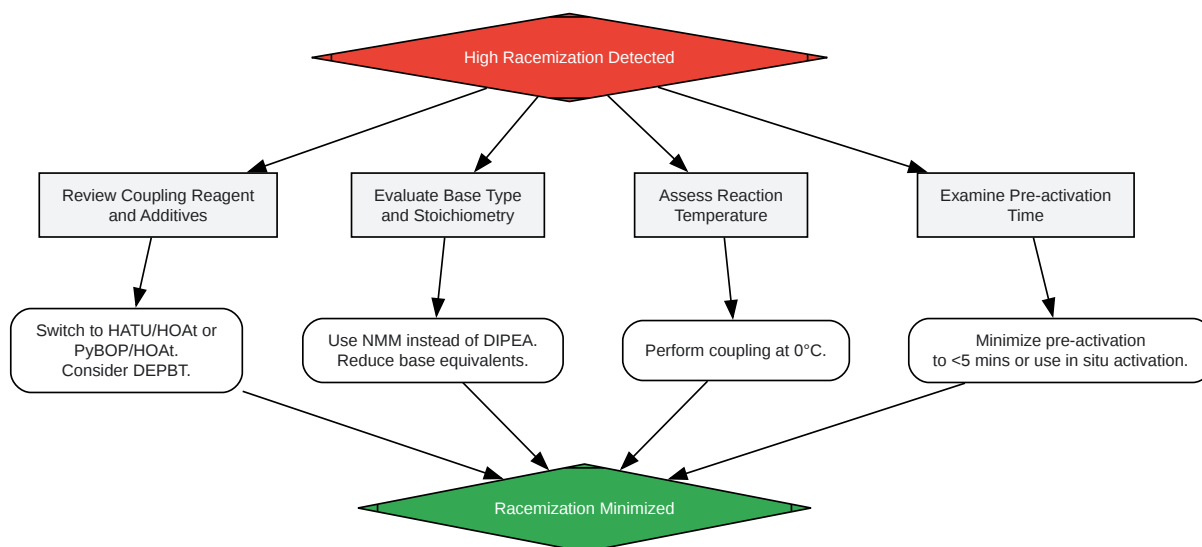 High Racemization Detected
Review Coupling Reagent
and Additives
Evaluate Base Type
and Stoichiometry
Assess Reaction
Temperature
Examine Pre-activation
Time
Switch to HATU/HOAt or
PyBOP/HOAt.
Consider DEPBT.
Use NMM instead of DIPEA.
Reduce base equivalents.
Perform coupling at 0°C.
Minimize pre-activation
to <5 mins or use in situ activation.
Racemization Minimized